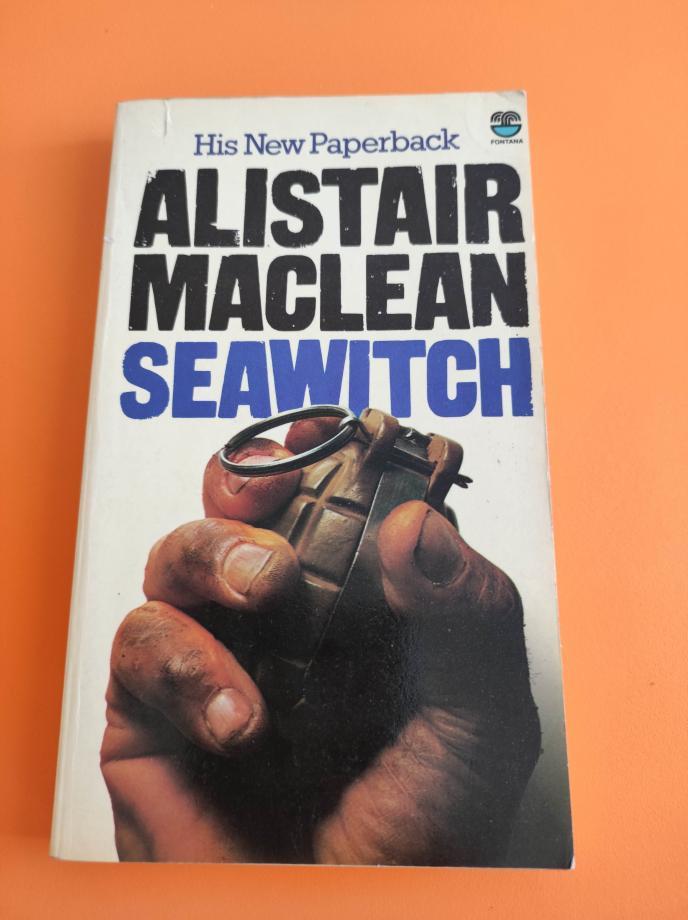 His New Paperback
FONTANA
ALISTAIR
MACLEAN
SEAWITCH